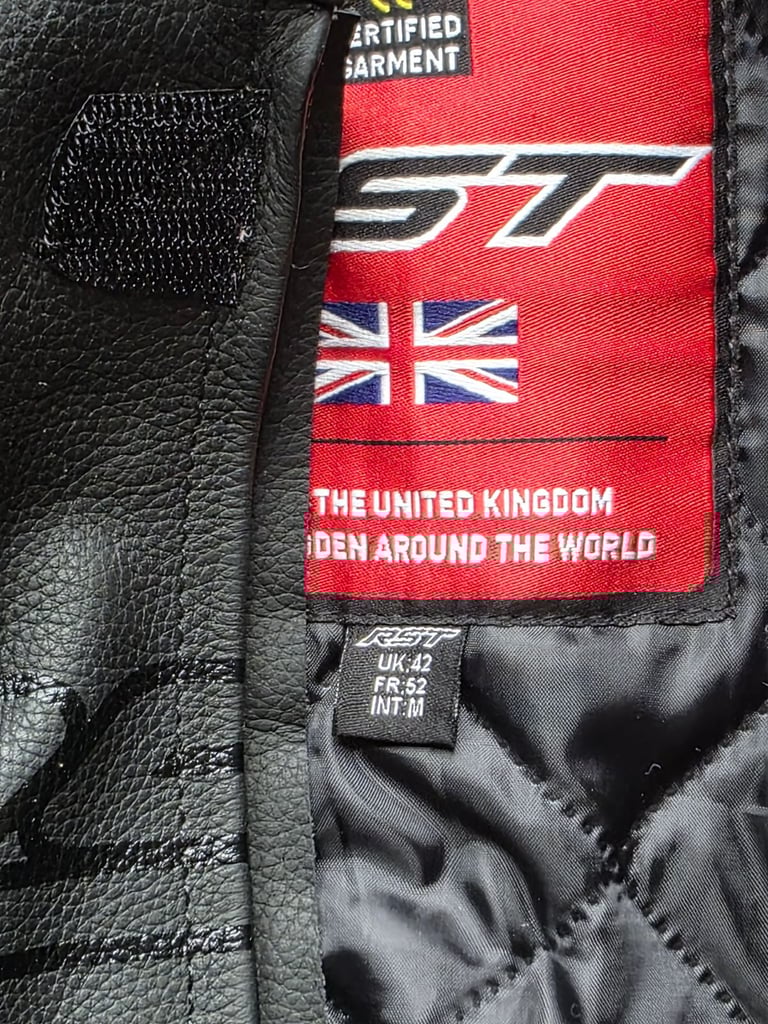 ERTIFIED
GARMENT
ST
THE UNITED KINGDOM
DEN AROUND THE WORLD
RST
UK:42
FR:52
INT:M